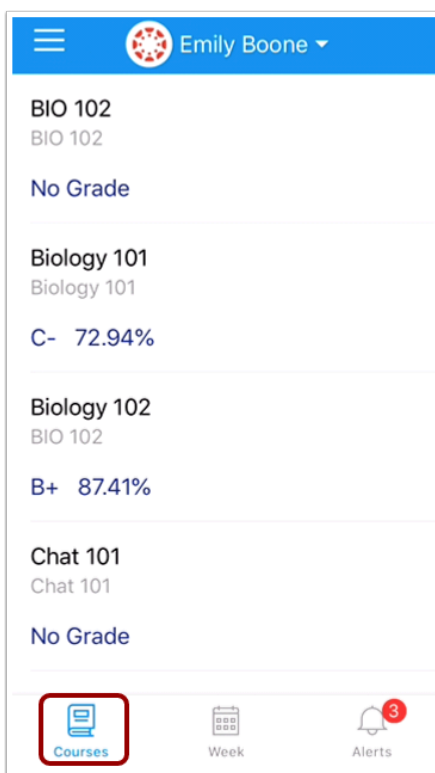 Emily Boone
BIO 102
BIO 102
No Grade
Biology 101
Biology 101
C- 72.94%
Biology 102
BIO 102
B+ 87.41%
Chat 101
Chat 101
No Grade
3
Courses Week Alerts